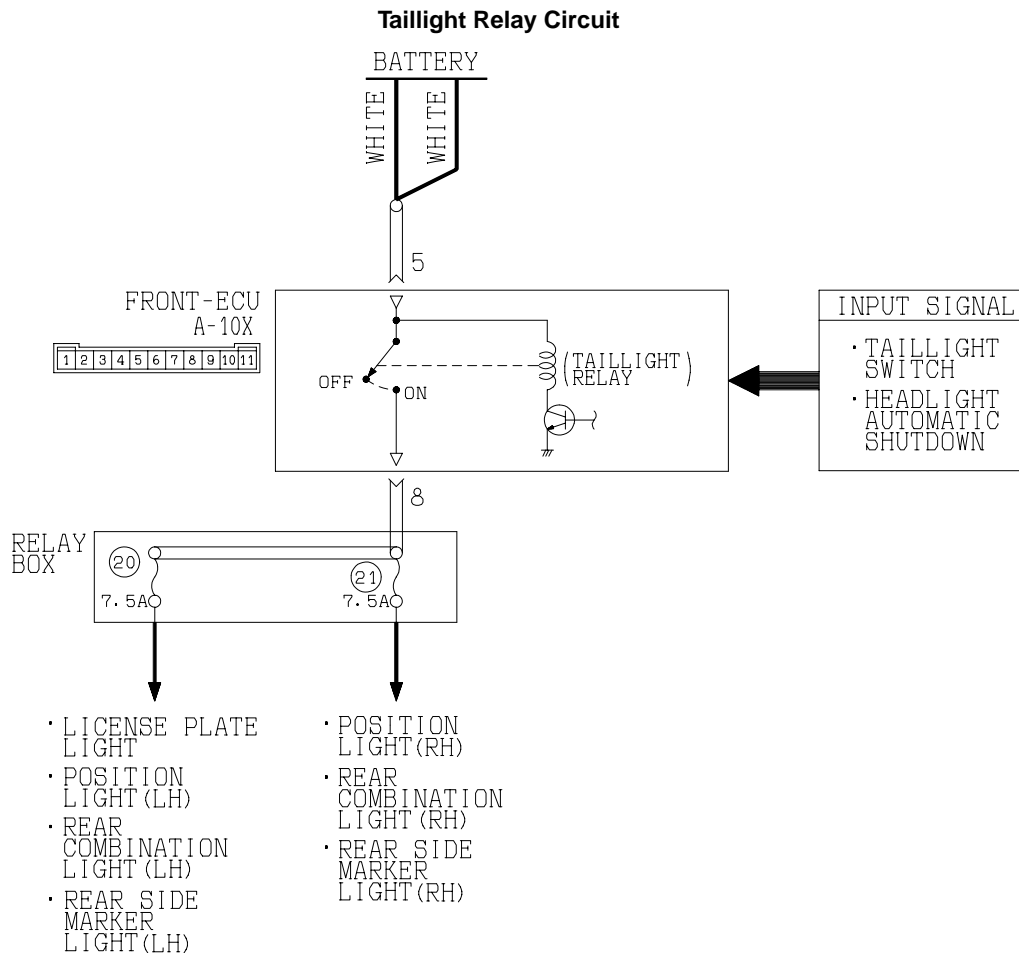 Taillight Relay Circuit
BATTERY
WHITE
WHITE
5
FRONT-ECU
A-10X
1 2 3 4 5 6 7 8 9 10 11
OFF
ON
(TAILLIGHT
RELAY)
INPUT SIGNAL
· TAILLIGHT
SWITCH
· HEADLIGHT
AUTOMATIC
SHUTDOWN
8
RELAY
BOX
20
7.5A
21
7.5A
· LICENSE PLATE
LIGHT
· POSITION
LIGHT(LH)
· REAR
COMBINATION
LIGHT(LH)
· REAR SIDE
MARKER
LIGHT(LH)
· POSITION
LIGHT(RH)
· REAR
COMBINATION
LIGHT(RH)
· REAR SIDE
MARKER
LIGHT(RH)